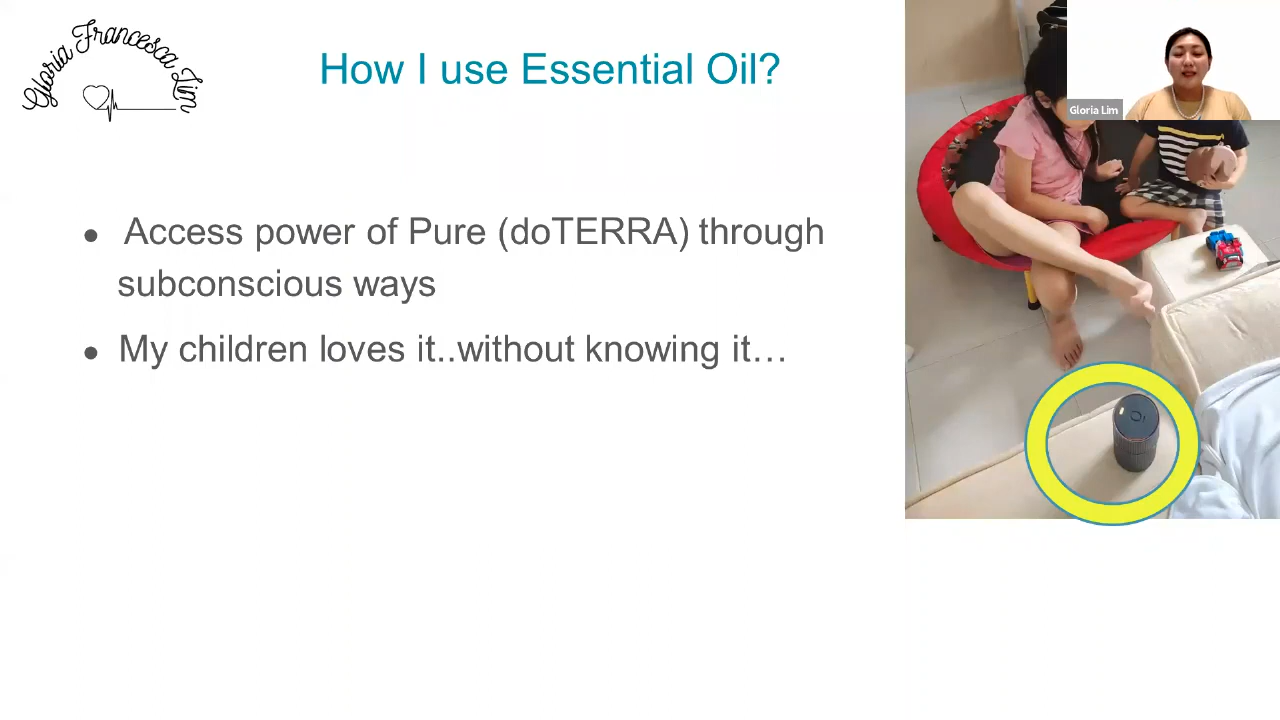 Gloria Francesca Lim
How I use Essential Oil?
Gloria Lim
● Access power of Pure (doTERRA) through
subconscious ways
● My children loves it..without knowing it…